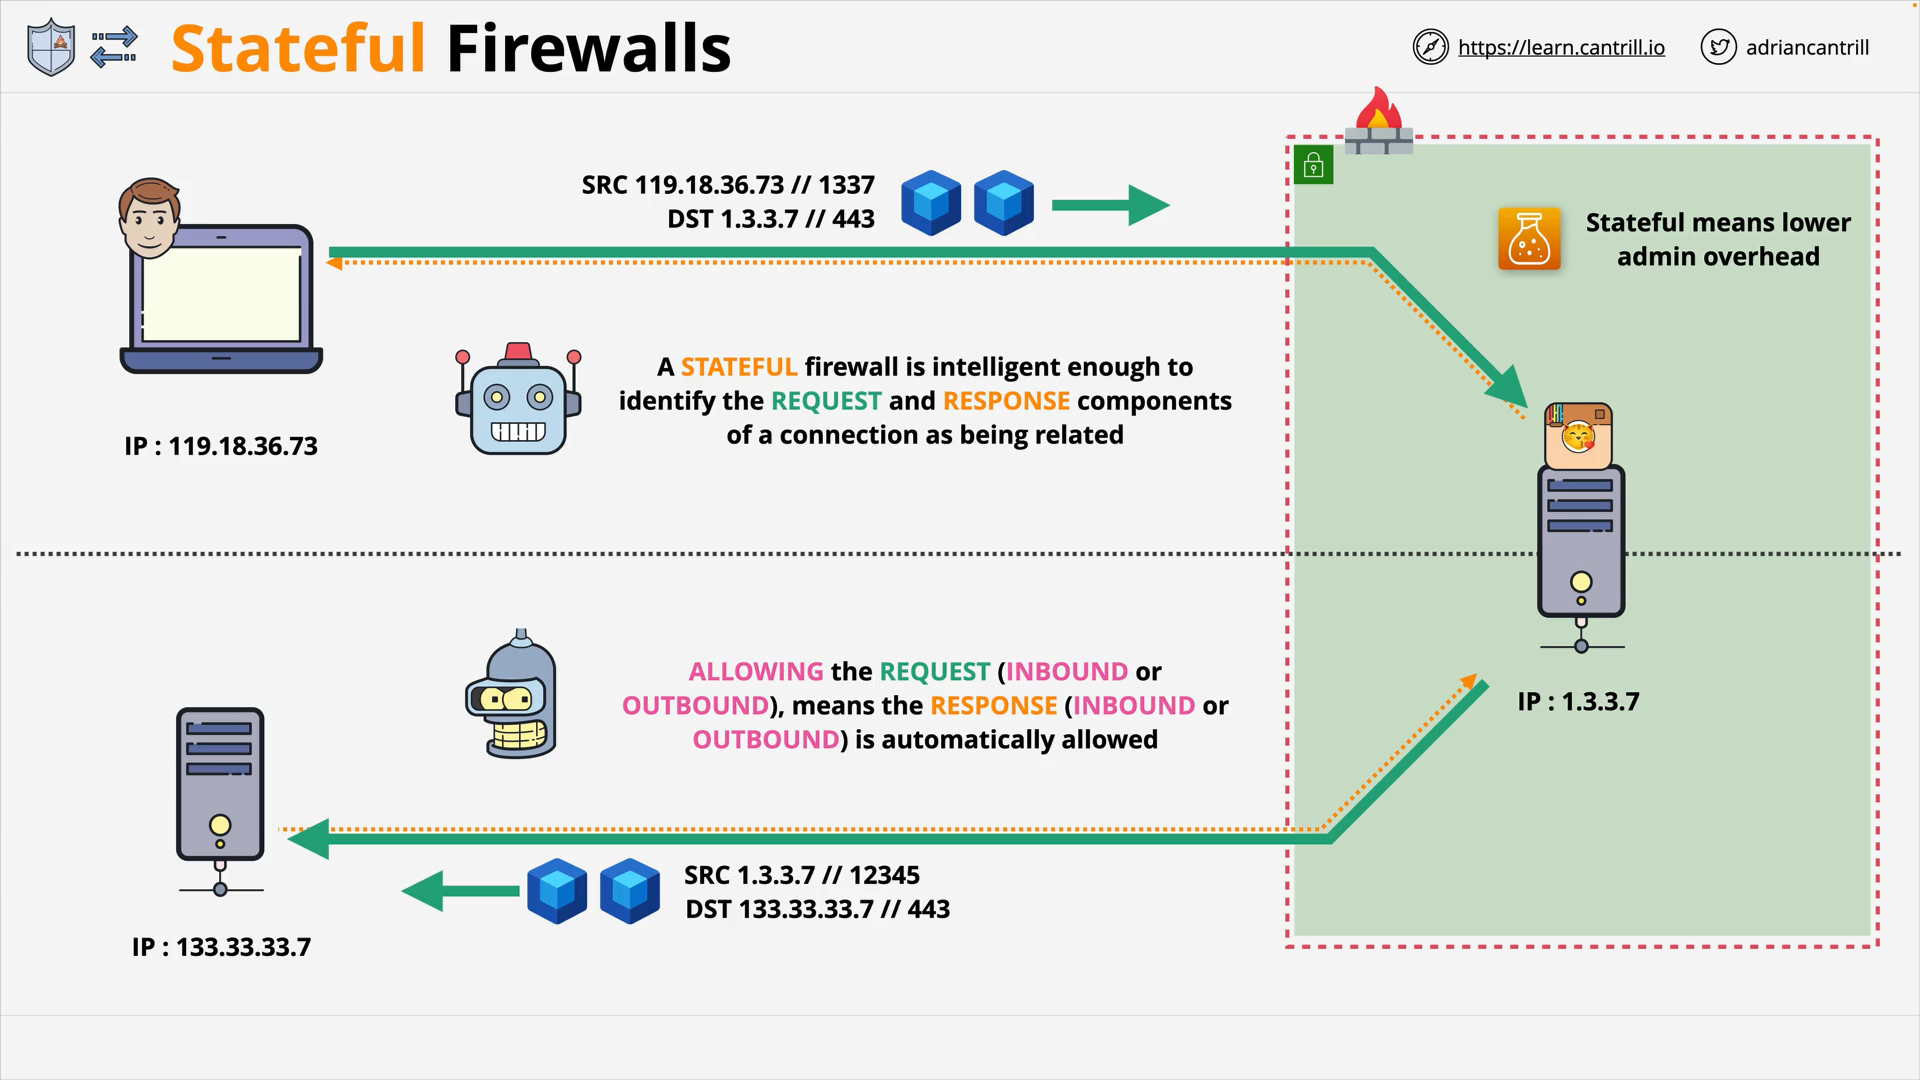 Stateful Firewalls
https://learn.cantrill.io
adriancantrill
SRC 119.18.36.73 // 1337
DST 1.3.3.7 // 443
Stateful means lower
admin overhead
A STATEFUL firewall is intelligent enough to
identify the REQUEST and RESPONSE components
of a connection as being related
IP : 119.18.36.73
ALLOWING the REQUEST (INBOUND or
OUTBOUND), means the RESPONSE (INBOUND or
OUTBOUND) is automatically allowed
IP : 1.3.3.7
SRC 1.3.3.7 // 12345
DST 133.33.33.7 // 443
IP : 133.33.33.7